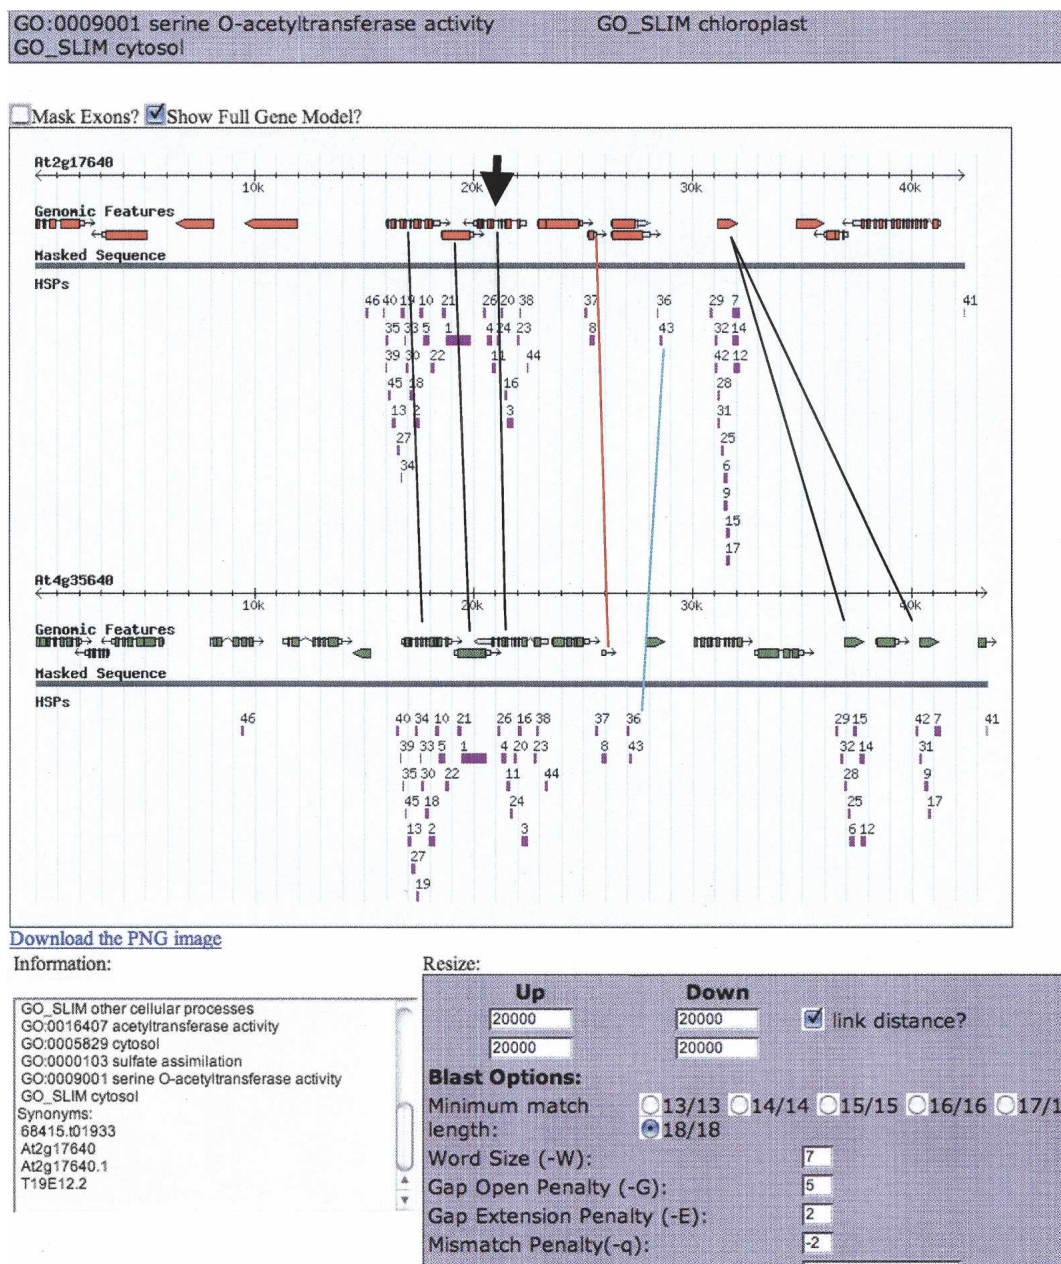 GO:0009001 serine O-acetyltransferase activity GO_SLIM chloroplast
GO_SLIM cytosol
Mask Exons? Show Full Gene Model?
At2g17640
10k 20k 30k 40k
Genomic Features
Masked Sequence
HSPs
46 40 19 10 21 26 20 38 37 36 29 7 41
35 33 5 1 4 24 23 8 43 32 14
39 30 22 11 44 42 12
45 18 16 28
13 2 3 31
27 25
34 6
9
15
17
At4g35640
10k 20k 30k 40k
Genomic Features
Masked Sequence
HSPs
46 40 34 10 21 26 16 38 37 36 29 15 42 7 41
39 33 5 1 4 20 23 8 43 32 14 31
35 30 22 11 44 28 9
45 18 24 25 17
13 2 3 6 12
27
19
Download the PNG image
Information: Resize:
GO_SLIM other cellular processes
GO:0016407 acetyltransferase activity
GO:0005829 cytosol
GO:0000103 sulfate assimilation
GO:0009001 serine O-acetyltransferase activity
GO_SLIM cytosol
Synonyms:
68415.t01933
At2g17640
At2g17640.1
T19E12.2
Up Down
20000 20000 link distance?
20000 20000
Blast Options:
Minimum match 13/13 14/14 15/15 16/16 17/1
length: 18/18
Word Size (-W): 7
Gap Open Penalty (-G): 5
Gap Extension Penalty (-E): 2
Mismatch Penalty(-q): -2